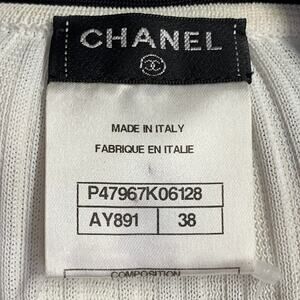 CHANEL
MADE IN ITALY
FABRIQUE EN ITALIE
P47967K06128
AY891 38
COMPOSITION